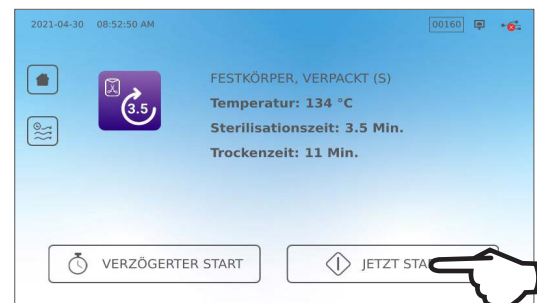 2021-04-30 08:52:50 AM 00160
3.5
FESTKÖRPER, VERPACKT (S)
Temperatur: 134 °C
Sterilisationszeit: 3.5 Min.
Trockenzeit: 11 Min.
VERZÖGERTER START
JETZT